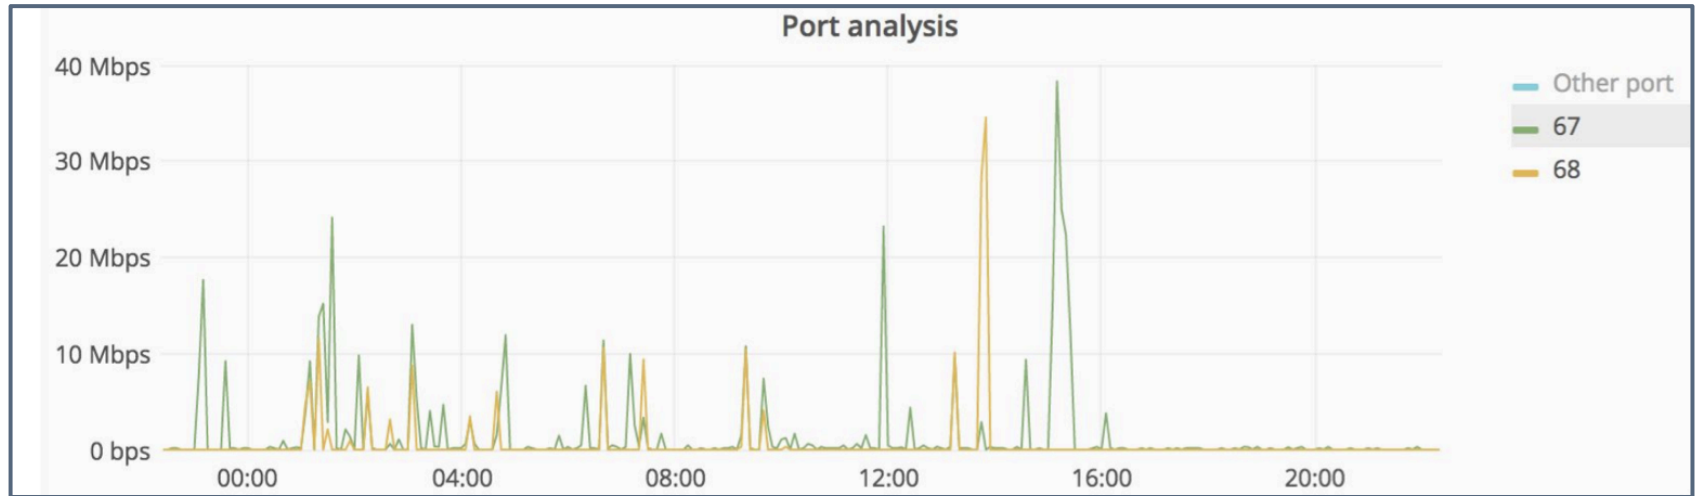 Port analysis
40 Mbps
30 Mbps
20 Mbps
10 Mbps
0 bps
00:00 04:00 08:00 12:00 16:00 20:00
Other port
67
68